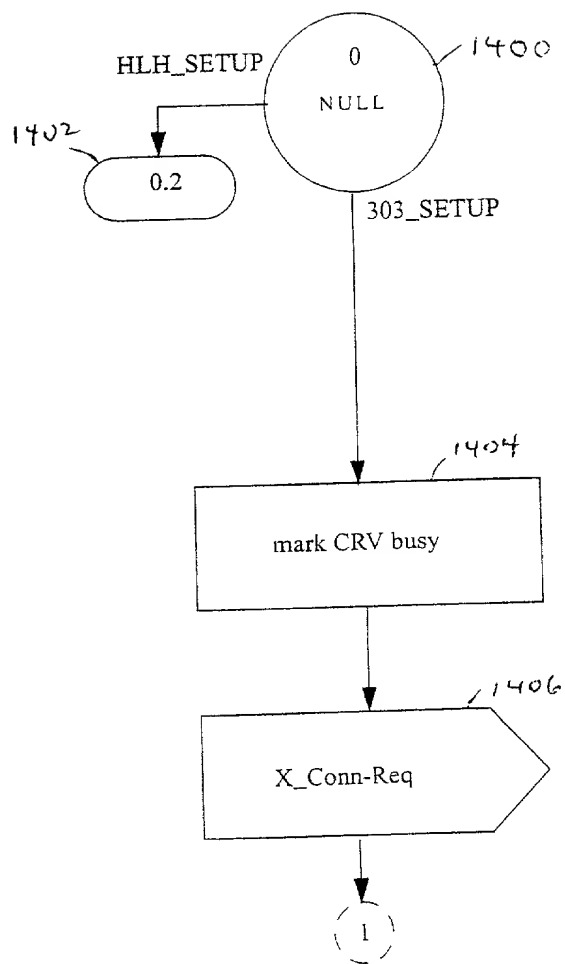 0
1400
HLH_SETUP
NULL
1402
0.2
303_SETUP
1404
mark CRV busy
1406
X_Conn-Req
1